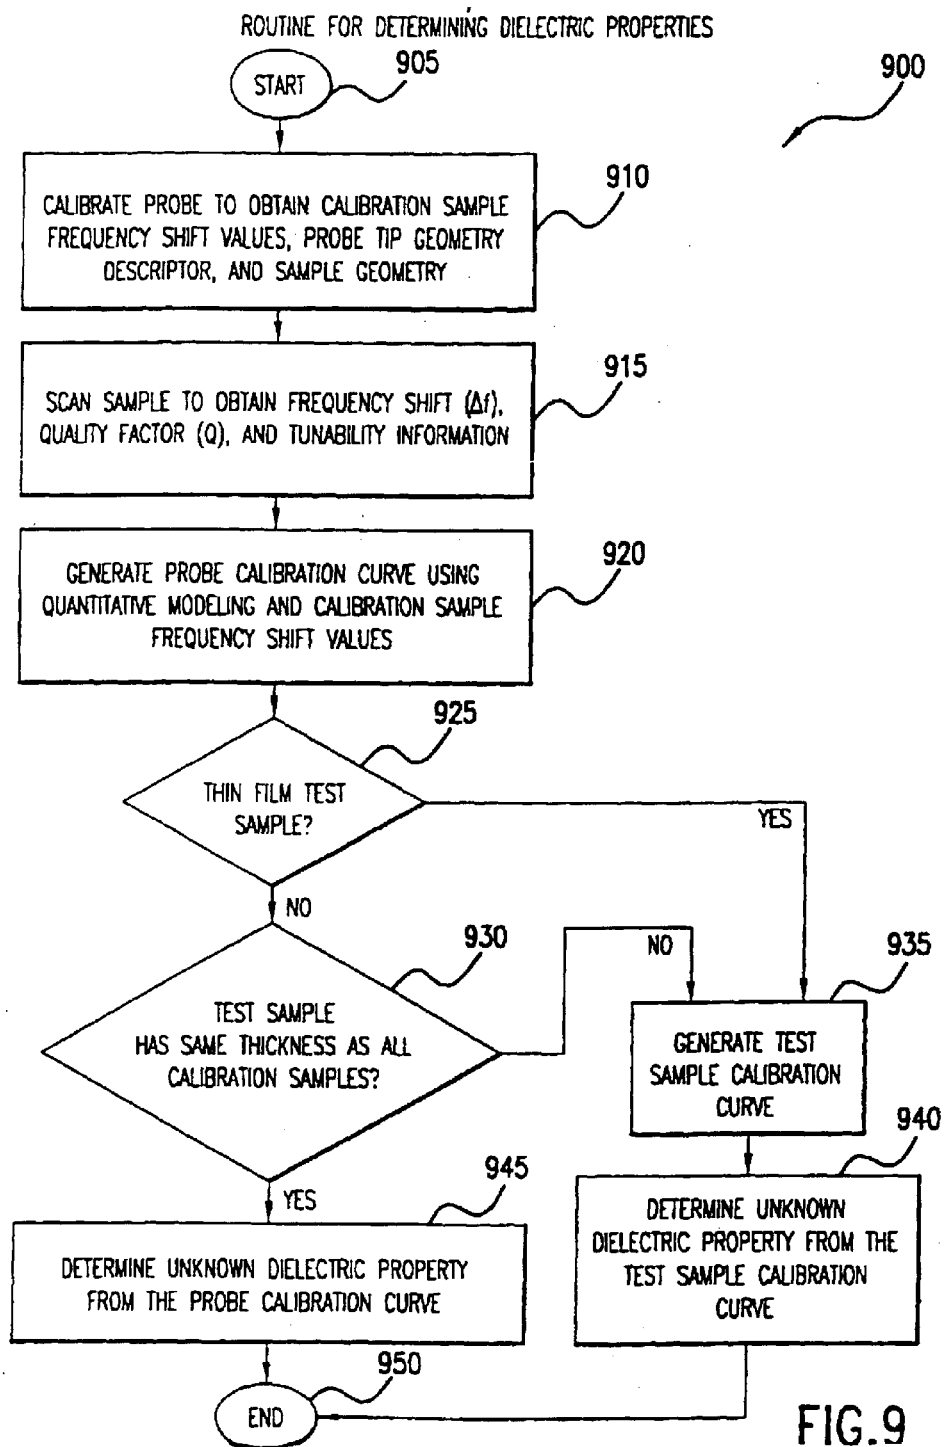 ROUTINE FOR DETERMINING DIELECTRIC PROPERTIES
START
905
900
CALIBRATE PROBE TO OBTAIN CALIBRATION SAMPLE
FREQUENCY SHIFT VALUES, PROBE TIP GEOMETRY
DESCRIPTOR, AND SAMPLE GEOMETRY
910
SCAN SAMPLE TO OBTAIN FREQUENCY SHIFT (Δf),
QUALITY FACTOR (Q), AND TUNABILITY INFORMATION
915
GENERATE PROBE CALIBRATION CURVE USING
QUANTITATIVE MODELING AND CALIBRATION SAMPLE
FREQUENCY SHIFT VALUES
920
925
THIN FILM TEST
SAMPLE?
YES
NO
930
TEST SAMPLE
HAS SAME THICKNESS AS ALL
CALIBRATION SAMPLES?
NO
935
GENERATE TEST
SAMPLE CALIBRATION
CURVE
940
DETERMINE UNKNOWN
DIELECTRIC PROPERTY FROM THE
TEST SAMPLE CALIBRATION
CURVE
YES
945
DETERMINE UNKNOWN DIELECTRIC PROPERTY
FROM THE PROBE CALIBRATION CURVE
950
END
FIG.9